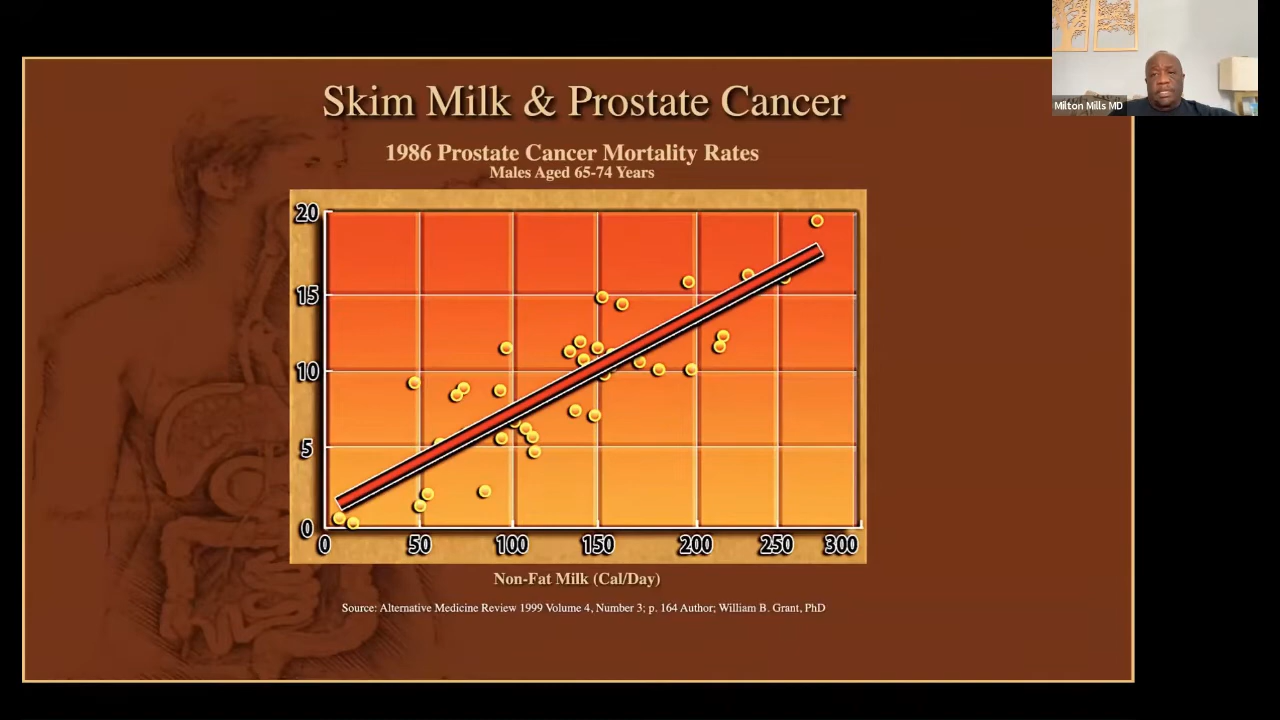 Milton Mills MD
Skim Milk & Prostate Cancer
1986 Prostate Cancer Mortality Rates
Males Aged 65-74 Years
20
15
10
5
0
0 50 100 150 200 250 300
Non-Fat Milk (Cal/Day)
Source: Alternative Medicine Review 1999 Volume 4, Number 3; p. 164 Author; William B. Grant, PhD